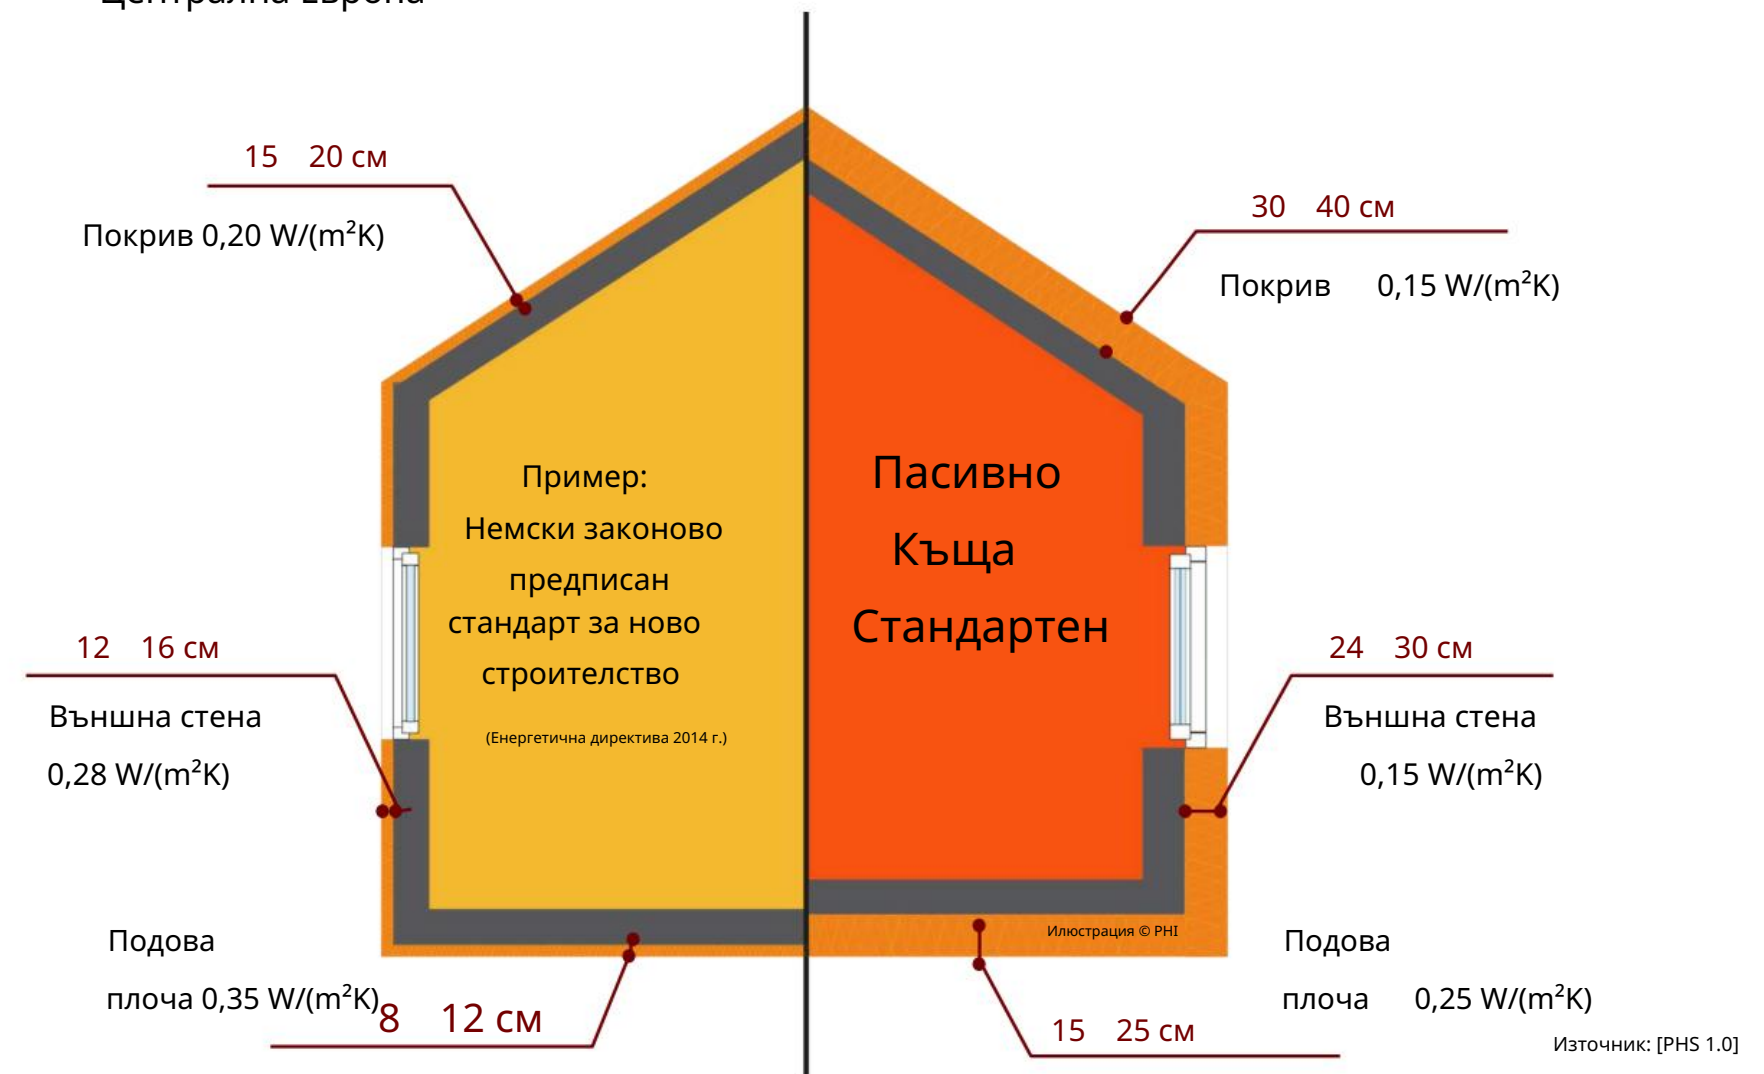 Централна Европа
15 20 см
Покрив 0,20 W/(m²K)
30 40 см
Покрив 0,15 W/(m²K)
Пример:
Немски законово
предписан
стандарт за ново
строителство
(Енергетична директива 2014 г.)
Пасивно
Къща
Стандартен
12 16 см
Външна стена
0,28 W/(m²K)
24 30 см
Външна стена
0,15 W/(m²K)
Подова
плоча 0,35 W/(m²K)
8 12 см
Илюстрация © PHI
Подова
плоча 0,25 W/(m²K)
15 25 см
Източник: [PHS 1.0]